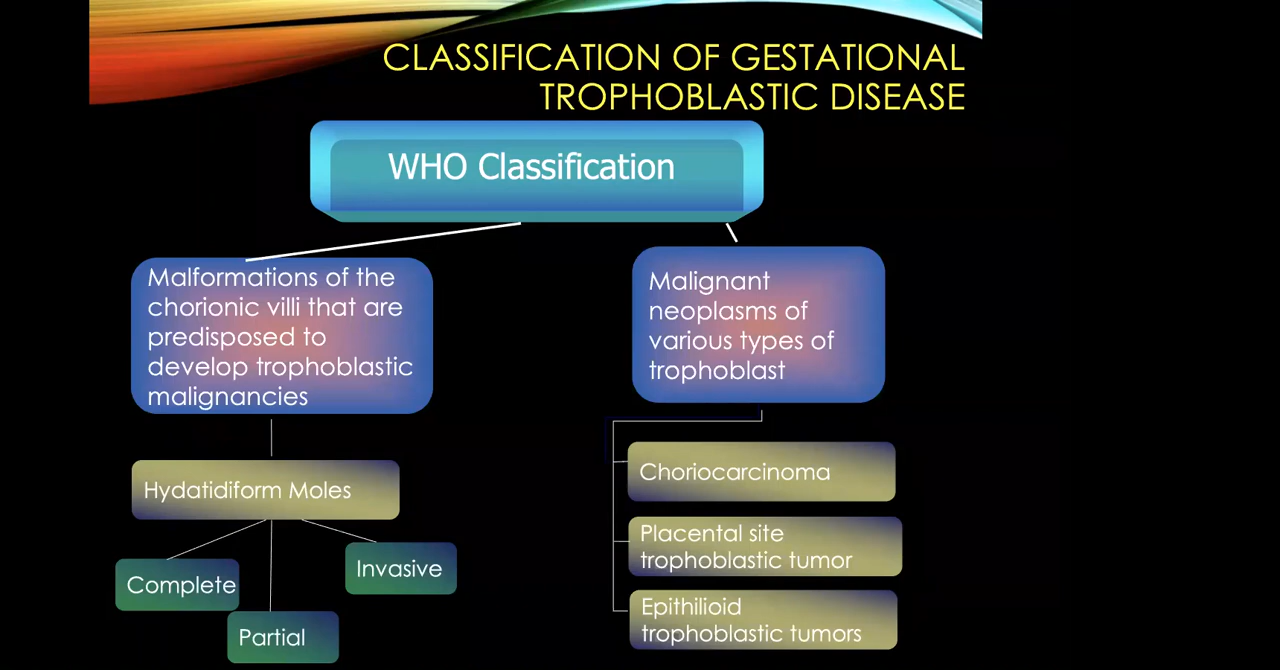 CLASSIFICATION OF GESTATIONAL
TROPHOBLASTIC DISEASE
WHO Classification
Malformations of the
chorionic villi that are
predisposed to
develop trophoblastic
malignancies
Hydatidiform Moles
Complete
Partial
Invasive
Malignant
neoplasms of
various types of
trophoblast
Choriocarcinoma
Placental site
trophoblastic tumor
Epithilioid
trophoblastic tumors